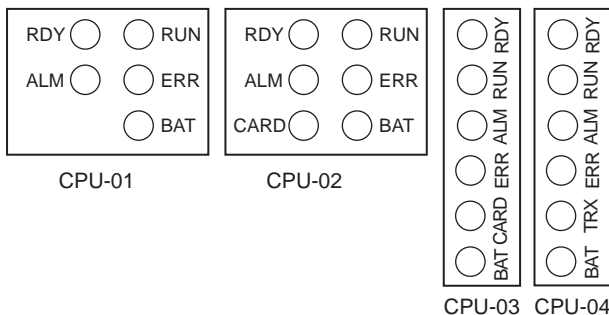 RDY RUN
ALM ERR
BAT
CPU-01
RDY RUN
ALM ERR
CARD BAT
CPU-02
RDY
RUN
ALM
ERR
CARD
BAT
CPU-03
RDY
RUN
ALM
ERR
TRX
BAT
CPU-04